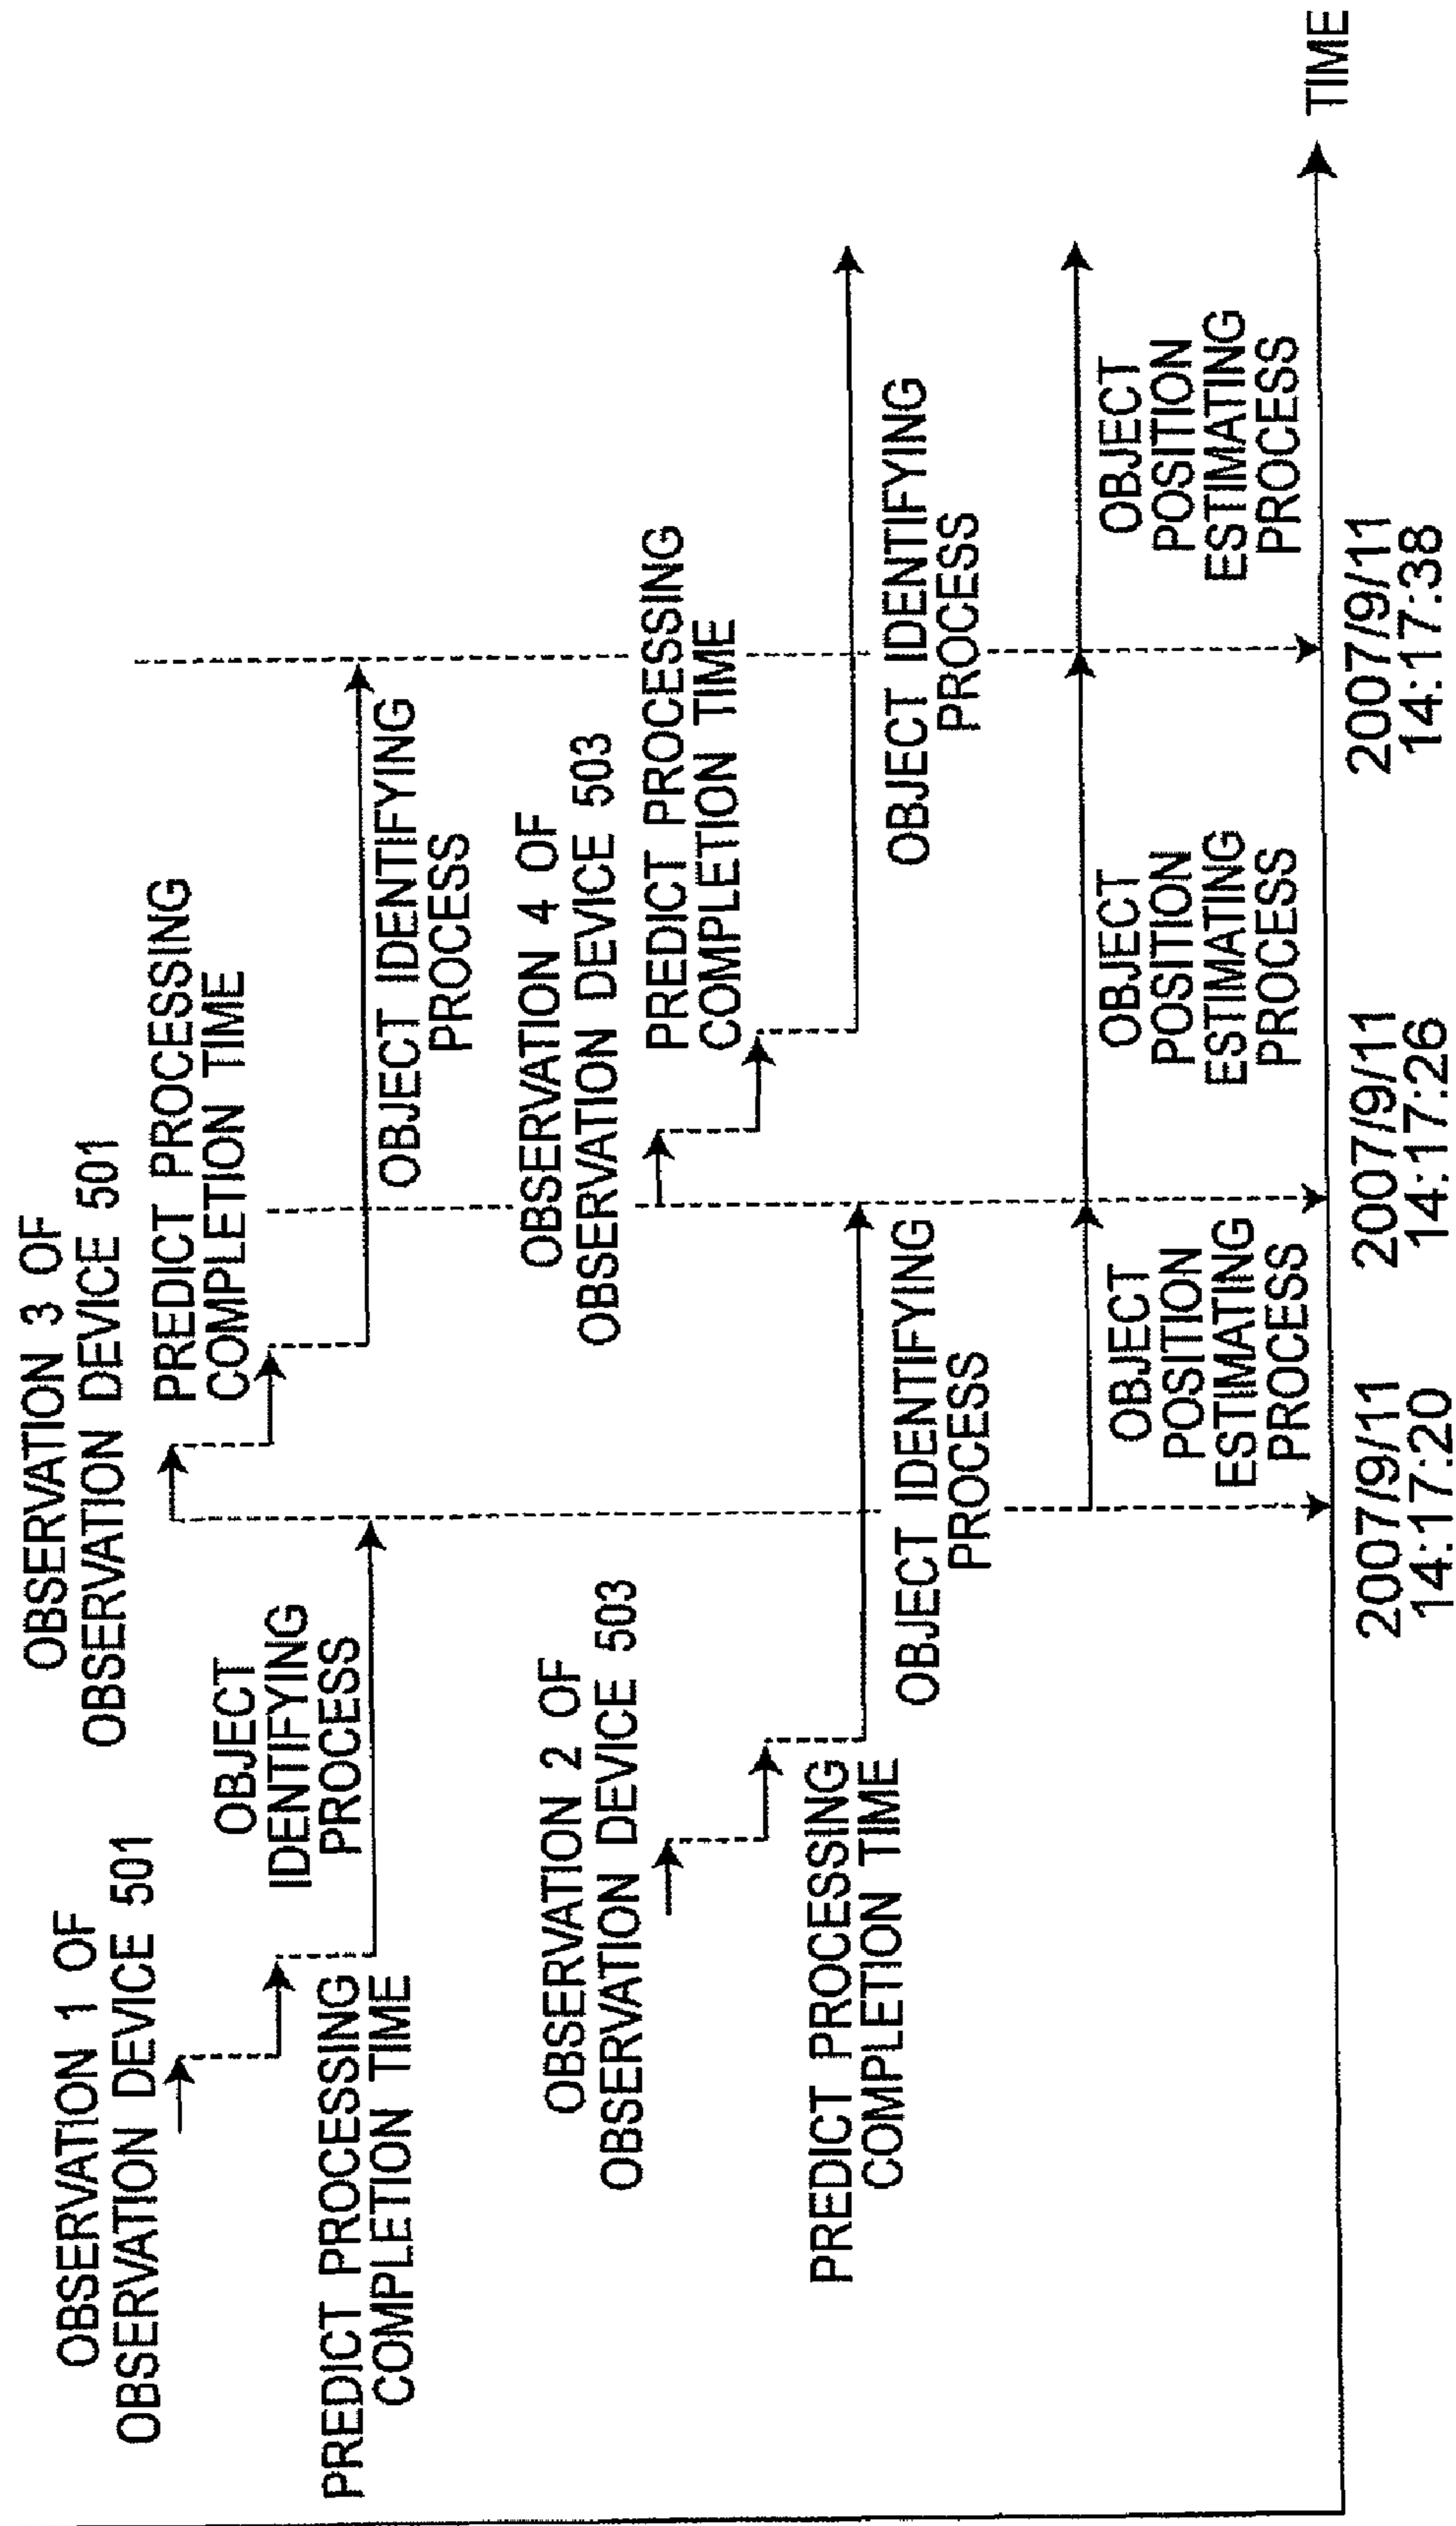 OBSERVATION 1 OF
OBSERVATION DEVICE 501
PREDICT PROCESSING
COMPLETION TIME
OBJECT
IDENTIFYING
PROCESS
OBSERVATION 3 OF
OBSERVATION DEVICE 501
PREDICT PROCESSING
COMPLETION TIME
OBJECT IDENTIFYING
PROCESS
OBSERVATION 2 OF
OBSERVATION DEVICE 503
PREDICT PROCESSING
COMPLETION TIME
OBJECT IDENTIFYING
PROCESS
OBSERVATION 4 OF
OBSERVATION DEVICE 503
PREDICT PROCESSING
COMPLETION TIME
OBJECT IDENTIFYING
PROCESS
OBJECT
POSITION
ESTIMATING
PROCESS
OBJECT
POSITION
ESTIMATING
PROCESS
OBJECT
POSITION
ESTIMATING
PROCESS
2007/9/11
14:17:20
2007/9/11
14:17:26
2007/9/11
14:17:38
TIME